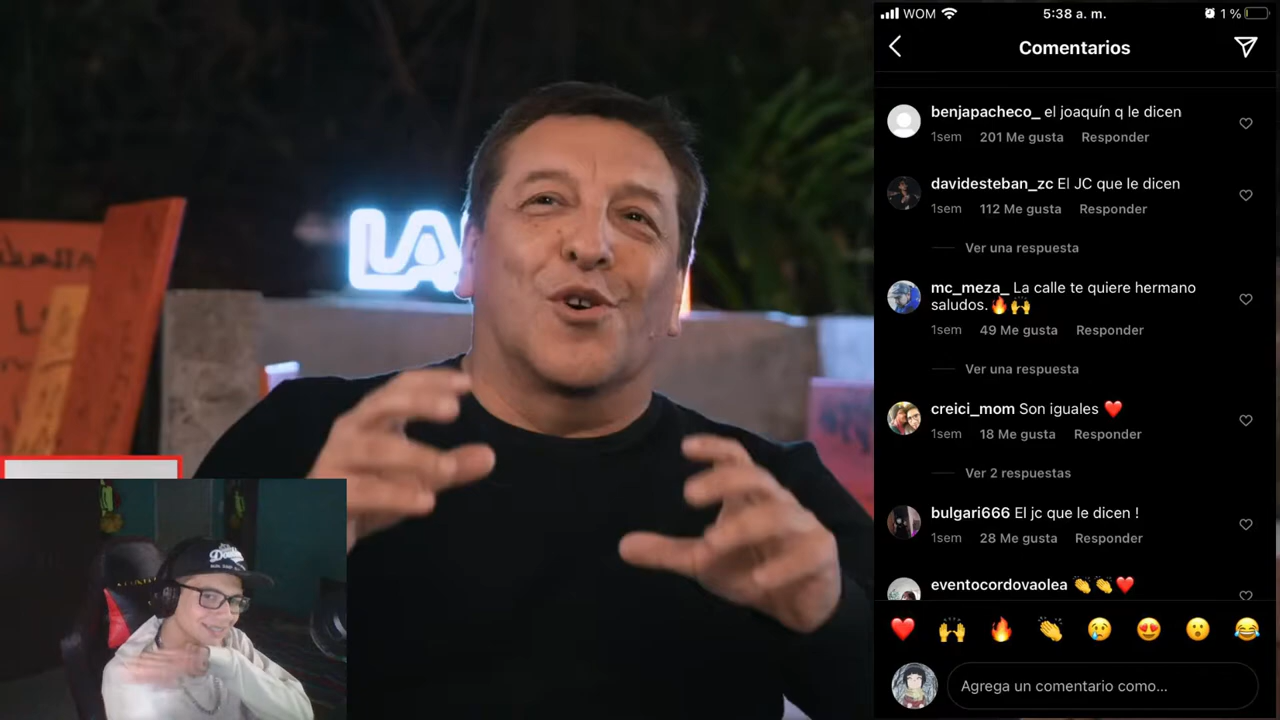 WOM
5:38 a. m.
1 %
Comentarios
benjapacheco_ el joaquín q le dicen
1sem 201 Me gusta Responder
davidesteban_zc El JC que le dicen
1sem 112 Me gusta Responder
Ver una respuesta
mc_meza_ La calle te quiere hermano
saludos.🔥🙌
1sem 49 Me gusta Responder
Ver una respuesta
creici_mom Son iguales ❤️
1sem 18 Me gusta Responder
Ver 2 respuestas
bulgari666 El jc que le dicen !
1sem 28 Me gusta Responder
eventocordovaolea 👏👏❤️
❤️🙌🔥👏😢😍😮😂
Agrega un comentario como...
LA